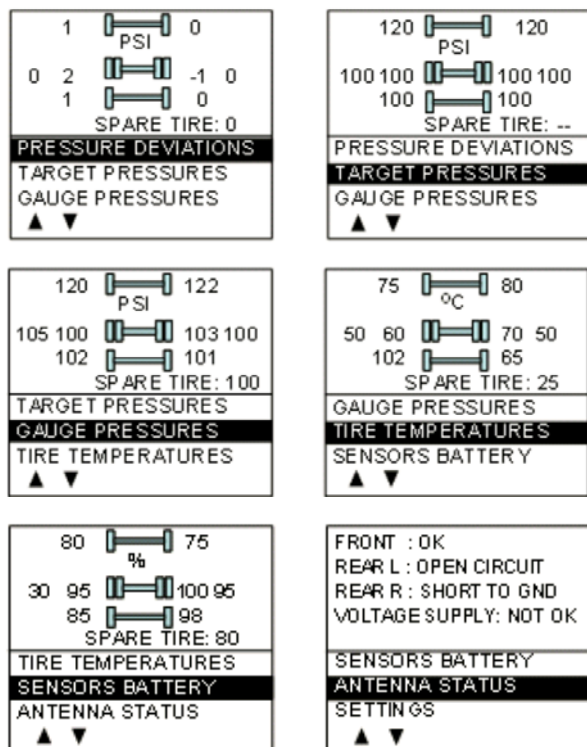 1 0
PSI
0 2 -1 0
1 0
SPARE TIRE: 0
PRESSURE DEVIATIONS
TARGET PRESSURES
GAUGE PRESSURES
▲ ▼
120 120
PSI
100 100 100 100
100 100
SPARE TIRE: --
PRESSURE DEVIATIONS
TARGET PRESSURES
GAUGE PRESSURES
▲ ▼
120 122
PSI
105 100 103 100
102 101
SPARE TIRE: 100
TARGET PRESSURES
GAUGE PRESSURES
TIRE TEMPERATURES
▲ ▼
75 80
ºC
50 60 70 50
102 65
SPARE TIRE: 25
GAUGE PRESSURES
TIRE TEMPERATURES
SENSORS BATTERY
▲ ▼
80 75
%
30 95 100 95
85 98
SPARE TIRE: 80
TIRE TEMPERATURES
SENSORS BATTERY
ANTENNA STATUS
▲ ▼
FRONT : OK
REAR L : OPEN CIRCUIT
REAR R : SHORT TO GND
VOLTAGE SUPPLY: NOT OK
SENSORS BATTERY
ANTENNA STATUS
SETTINGS
▲ ▼